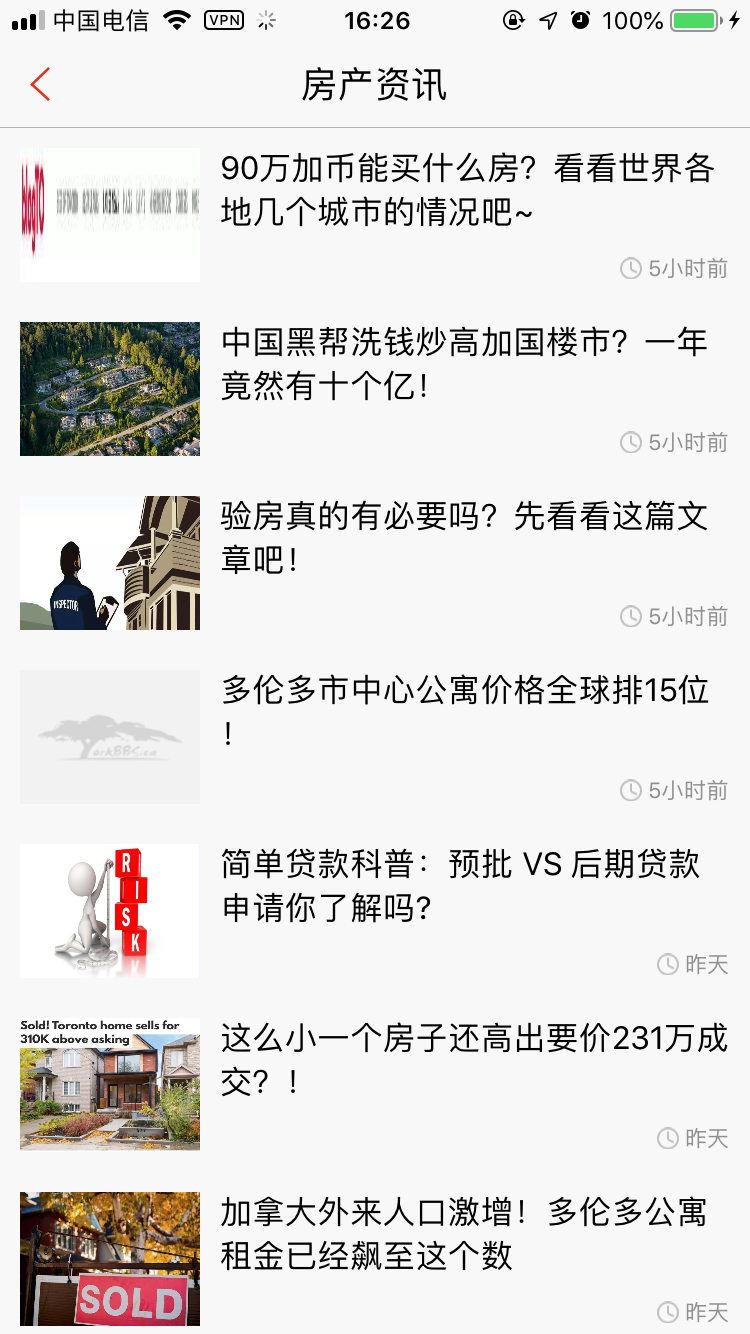 中国电信 VPN 16:26 100%
房产资讯
blogTO
90万加币能买什么房？看看世界各
地几个城市的情况吧~
5小时前
中国黑帮洗钱炒高加国楼市？一年
竟然有十个亿！
5小时前
INSPECTOR
验房真的有必要吗？先看看这篇文
章吧！
5小时前
YorkBBS.ca
多伦多市中心公寓价格全球排15位
！
5小时前
RISK
简单贷款科普：预批 VS 后期贷款
申请你了解吗？
昨天
Sold! Toronto home sells for
310K above asking
这么小一个房子还高出要价231万成
交？！
昨天
SOLD
加拿大外来人口激增！多伦多公寓
租金已经飙至这个数
昨天